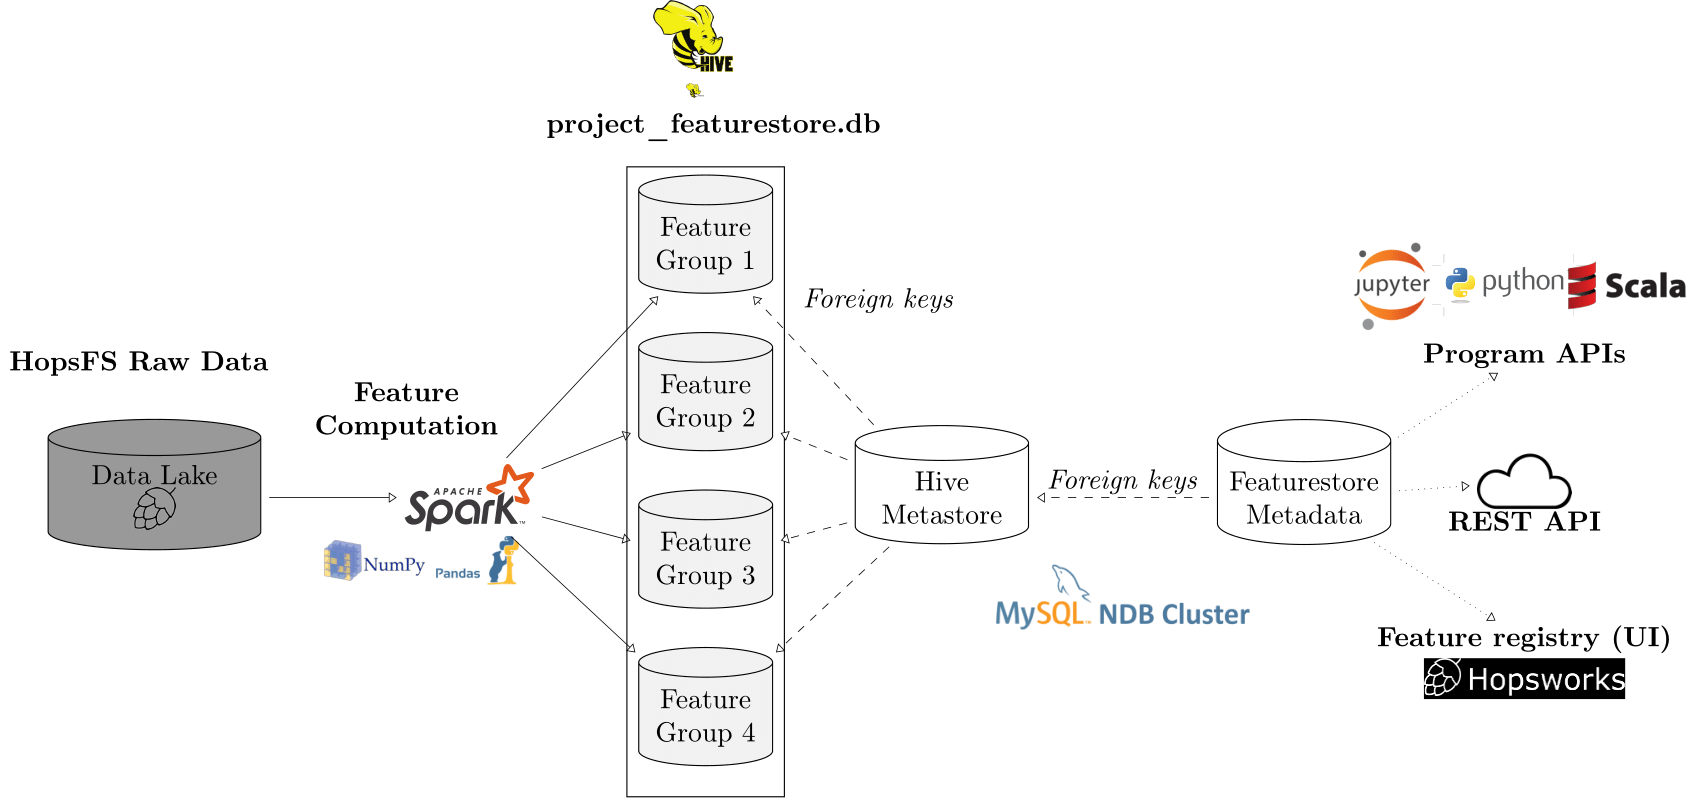 HIVE
project_featurestore.db
Feature
Group 1
Foreign keys
jupyter
python
Scala
Program APIs
HopsFS Raw Data
Feature
Computation
Feature
Group 2
Data Lake
APACHE
Spark™
NumPy
Pandas
Feature
Group 3
Hive
Metastore
Foreign keys
Featurestore
Metadata
REST API
MySQL™ NDB Cluster
Feature registry (UI)
Hopsworks
Feature
Group 4